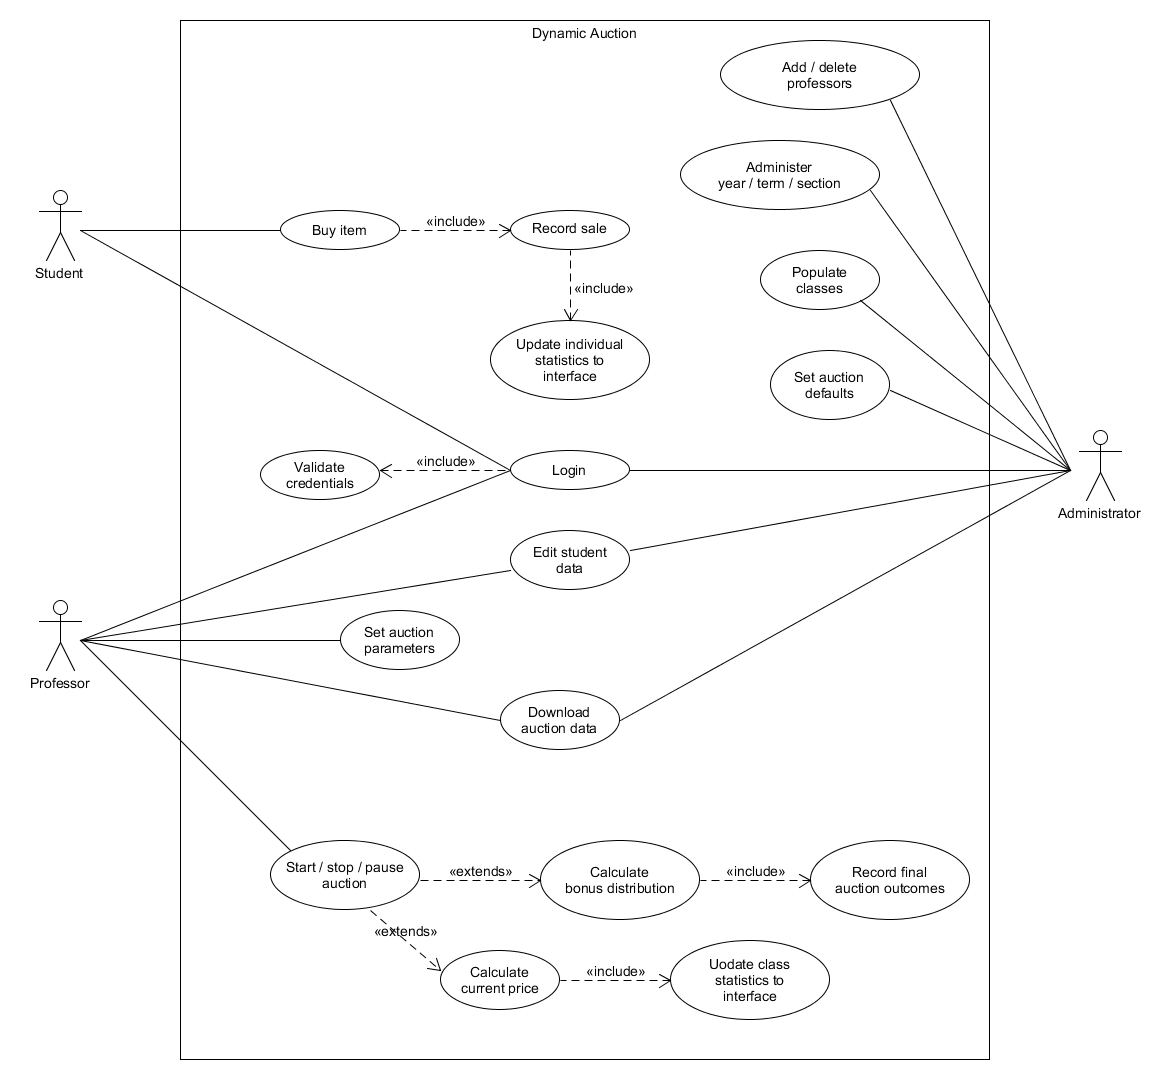 Dynamic Auction
Add / delete
professors
Administer
year / term / section
Student
Buy item
«include»
Record sale
«include»
Populate
classes
Update individual
statistics to
interface
Set auction
defaults
Validate
credentials
«include»
Login
Administrator
Edit student
data
Professor
Set auction
parameters
Download
auction data
Start / stop / pause
auction
«extends»
Calculate
bonus distribution
«include»
Record final
auction outcomes
«extends»
Calculate
current price
«include»
Uodate class
statistics to
interface